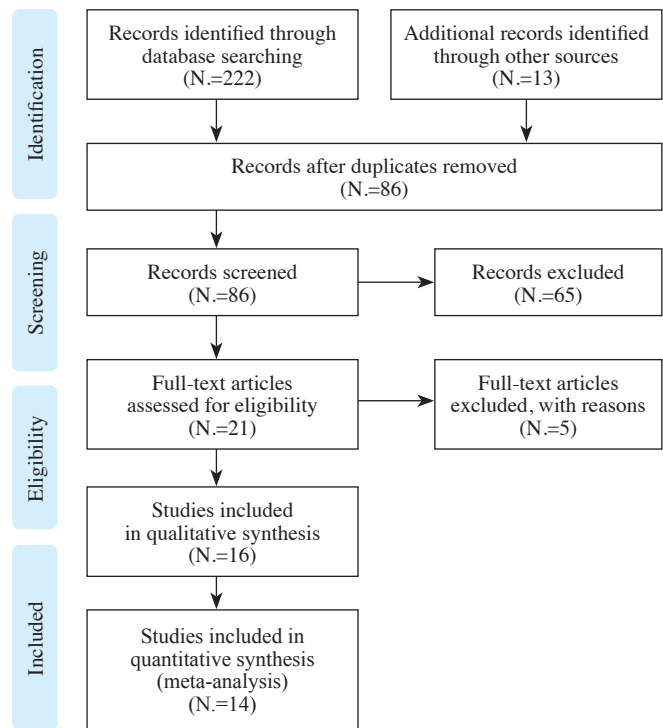 Identification
Records identified through
database searching
(N.=222)
Additional records identified
through other sources
(N.=13)
Records after duplicates removed
(N.=86)
Screening
Records screened
(N.=86)
Records excluded
(N.=65)
Eligibility
Full-text articles
assessed for eligibility
(N.=21)
Full-text articles
excluded, with reasons
(N.=5)
Studies included
in qualitative synthesis
(N.=16)
Included
Studies included in
quantitative synthesis
(meta-analysis)
(N.=14)